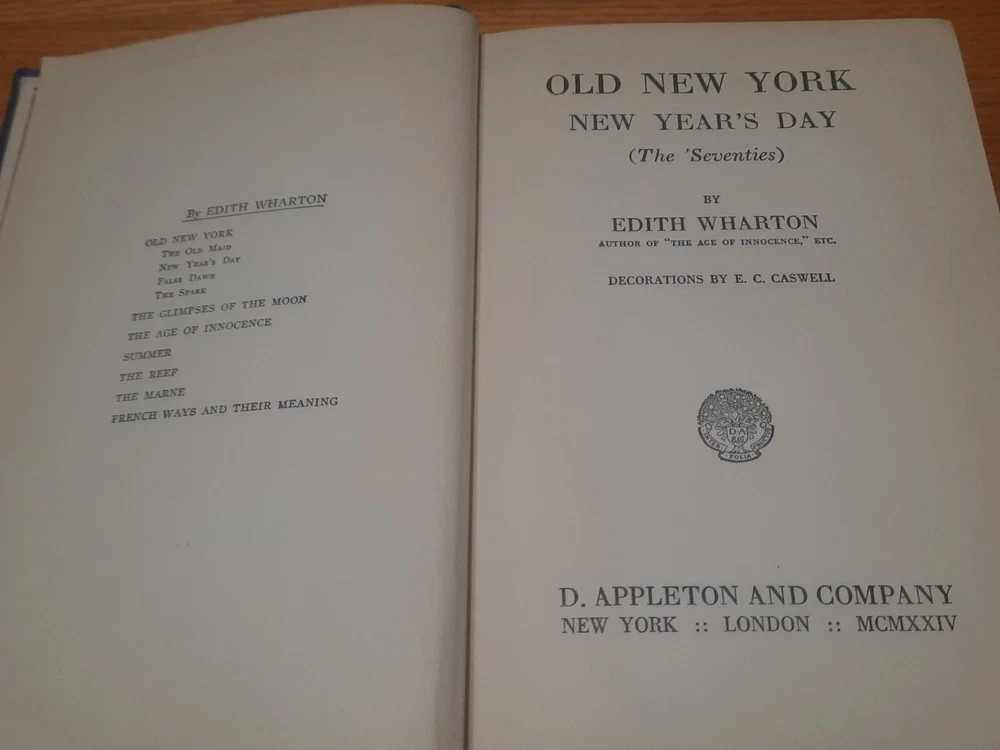 By EDITH WHARTON
OLD NEW YORK
The Old Maid
New Year's Day
False Dawn
The Spark
THE GLIMPSES OF THE MOON
THE AGE OF INNOCENCE
SUMMER
THE REEF
THE MARNE
FRENCH WAYS AND THEIR MEANING
OLD NEW YORK
NEW YEAR'S DAY
(The 'Seventies)
BY
EDITH WHARTON
AUTHOR OF "THE AGE OF INNOCENCE," ETC.
DECORATIONS BY E. C. CASWELL
D A
INTER FOLIA FRUCTUS
D. APPLETON AND COMPANY
NEW YORK :: LONDON :: MCMXXIV